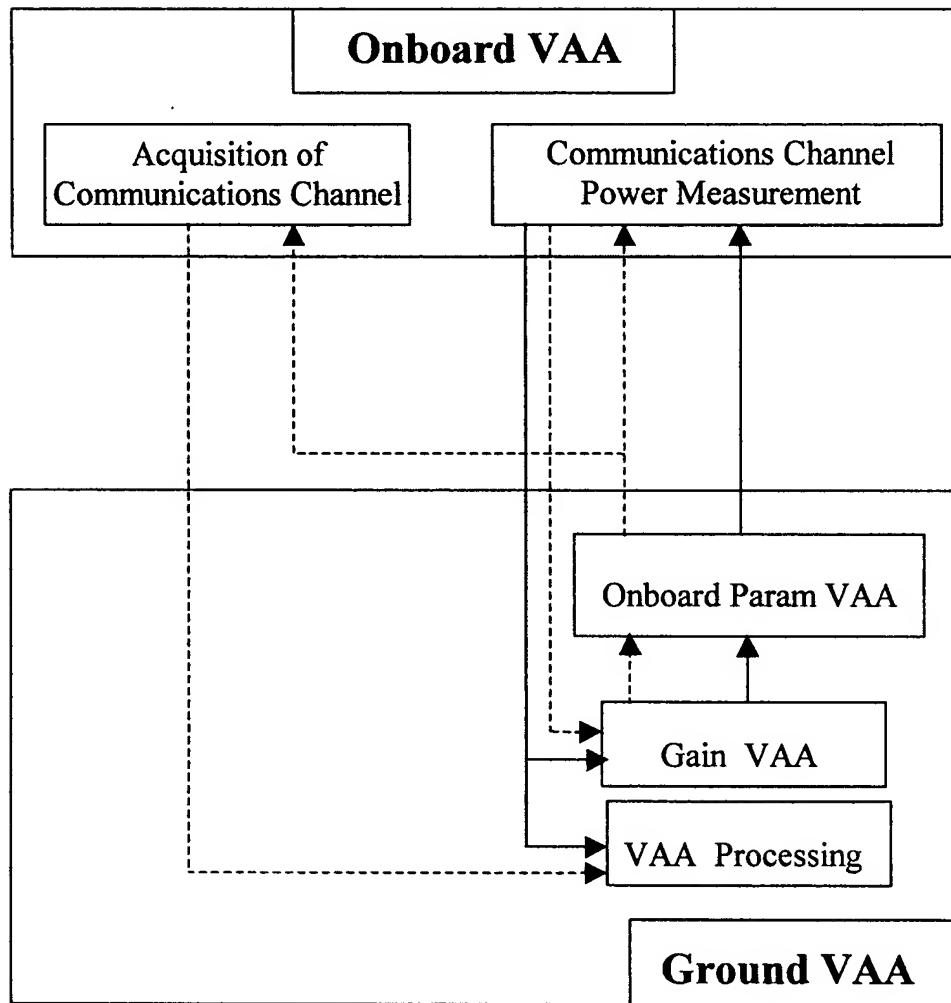 Onboard VAA
Acquisition of
Communications Channel
Communications Channel
Power Measurement
Onboard Param VAA
Gain VAA
VAA Processing
Ground VAA